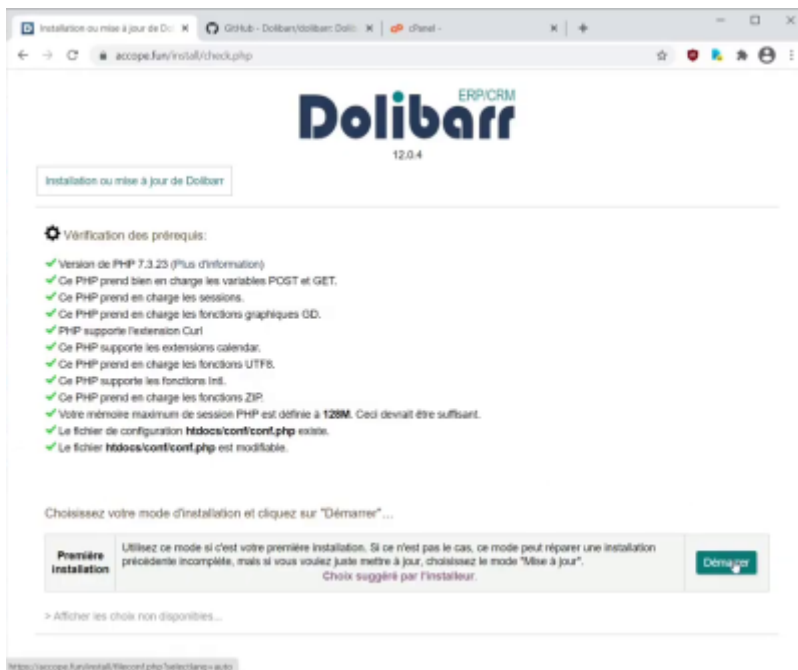 Installation ou mise à jour de Do
GitHub - Dolibarr/dolibarr: Dolib
cPanel -
accope.fun/install/check.php
Dolibarr
ERP/CRM
12.0.4
Installation ou mise à jour de Dolibarr
Vérification des prérequis:
Version de PHP 7.3.23 (Plus d'information)
Ce PHP prend bien en charge les variables POST et GET.
Ce PHP prend en charge les sessions.
Ce PHP prend en charge les fonctions graphiques GD.
PHP supporte l'extension Curl
Ce PHP supporte les extensions calendar.
Ce PHP prend en charge les fonctions UTF8.
Ce PHP supporte les fonctions Intl.
Ce PHP prend en charge les fonctions ZIP.
Votre mémoire maximum de session PHP est définie à 128M. Ceci devrait être suffisant.
Le fichier de configuration htdocs/conf/conf.php existe.
Le fichier htdocs/conf/conf.php est modifiable.
Choisissez votre mode d'installation et cliquez sur "Démarrer"...
Première
installation
Utilisez ce mode si c'est votre première installation. Si ce n'est pas le cas, ce mode peut réparer une installation
précédente incomplète, mais si vous voulez juste mettre à jour, choisissez le mode "Mise à jour".
Choix suggéré par l'installeur.
Démarrer
> Afficher les choix non disponibles...
https://accope.fun/install/fileconf.php?selectlang=auto